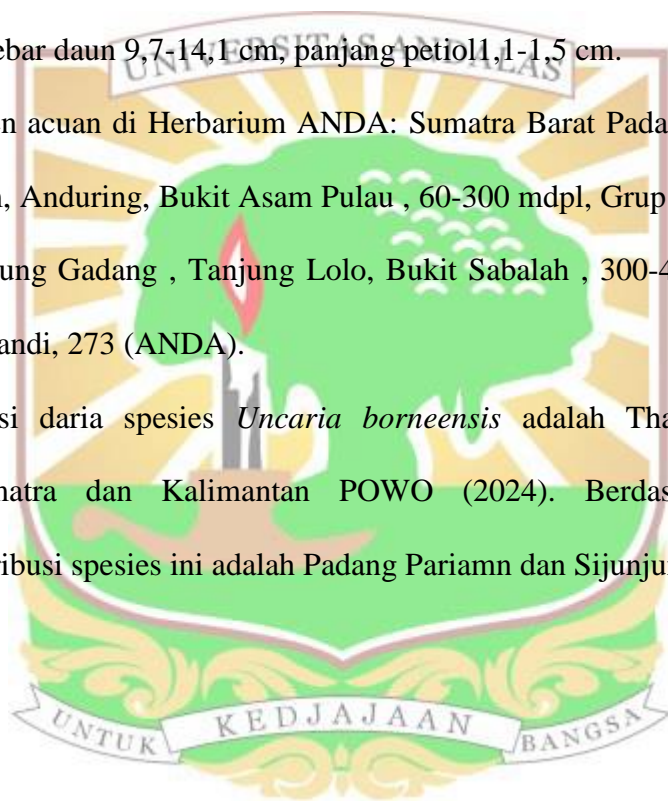 ebar daun 9,7-14,1 cm, panjang petiol1,1-1,5 cm.
UNIVERSITAS ANDALAS
en acuan di Herbarium ANDA: Sumatra Barat Pada
, Anduring, Bukit Asam Pulau , 60-300 mdpl, Grup
ung Gadang , Tanjung Lolo, Bukit Sabalah , 300-4
andi, 273 (ANDA).
si daria spesies Uncaria borneensis adalah Tha
matra dan Kalimantan POWO (2024). Berdas
ribusi spesies ini adalah Padang Pariamn dan Sijunju
UNTUK KEDJAJAAN BANGSA